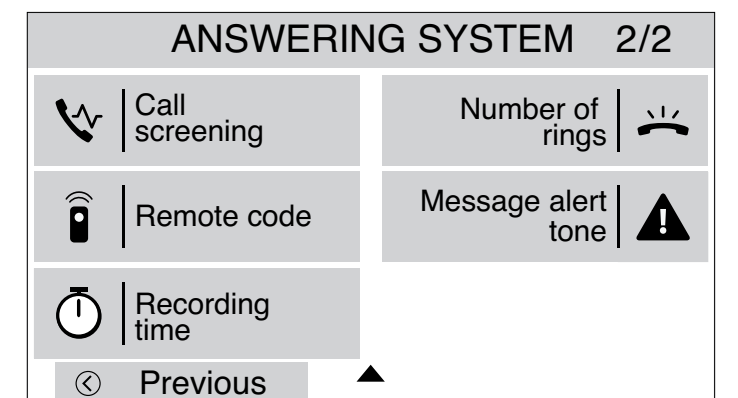 ANSWERING SYSTEM 2/2
Call
screening
Number of
rings
Remote code
Message alert
tone
Recording
time
Previous